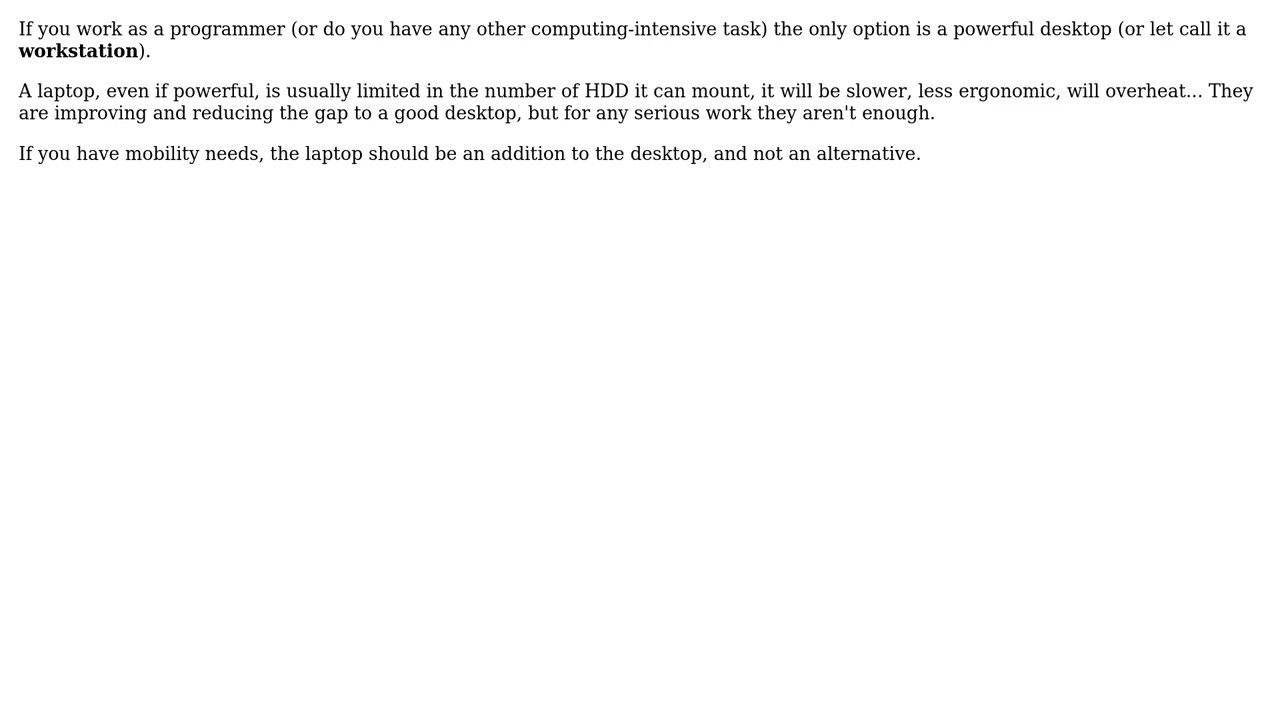 If you work as a programmer (or do you have any other computing-intensive task) the only option is a powerful desktop (or let call it a
workstation).
A laptop, even if powerful, is usually limited in the number of HDD it can mount, it will be slower, less ergonomic, will overheat... They
are improving and reducing the gap to a good desktop, but for any serious work they aren't enough.
If you have mobility needs, the laptop should be an addition to the desktop, and not an alternative.